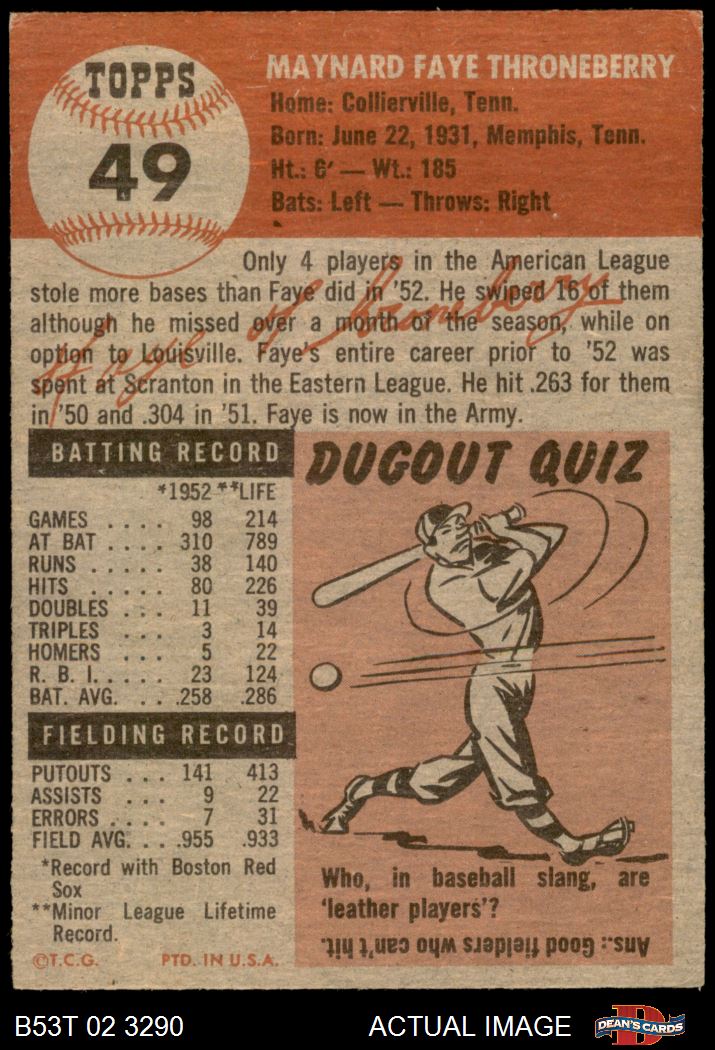 TOPPS
49
MAYNARD FAYE THRONEBERRY
Home: Collierville, Tenn.
Born: June 22, 1931, Memphis, Tenn.
Ht.: 6' — Wt.: 185
Bats: Left — Throws: Right
Only 4 players in the American League
stole more bases than Faye did in '52. He swiped 16 of them
although he missed over a month of the season, while on
option to Louisville. Faye's entire career prior to '52 was
spent at Scranton in the Eastern League. He hit .263 for them
in '50 and .304 in '51. Faye is now in the Army.
Faye Throneberry
BATTING RECORD
*1952 **LIFE
GAMES .... 98 214
AT BAT .... 310 789
RUNS ..... 38 140
HITS ..... 80 226
DOUBLES ... 11 39
TRIPLES ... 3 14
HOMERS ... 5 22
R. B. I. .... 23 124
BAT. AVG. ... .258 .286
FIELDING RECORD
PUTOUTS ... 141 413
ASSISTS ... 9 22
ERRORS .... 7 31
FIELD AVG. ... .955 .933
*Record with Boston Red
Sox
**Minor League Lifetime
Record.
©T.C.G. PTD. IN U.S.A.
DUGOUT QUIZ
Who, in baseball slang, are
'leather players'?
Ans.: Good fielders who can't hit.
B53T 02 3290 ACTUAL IMAGE
D
DEAN'S CARDS